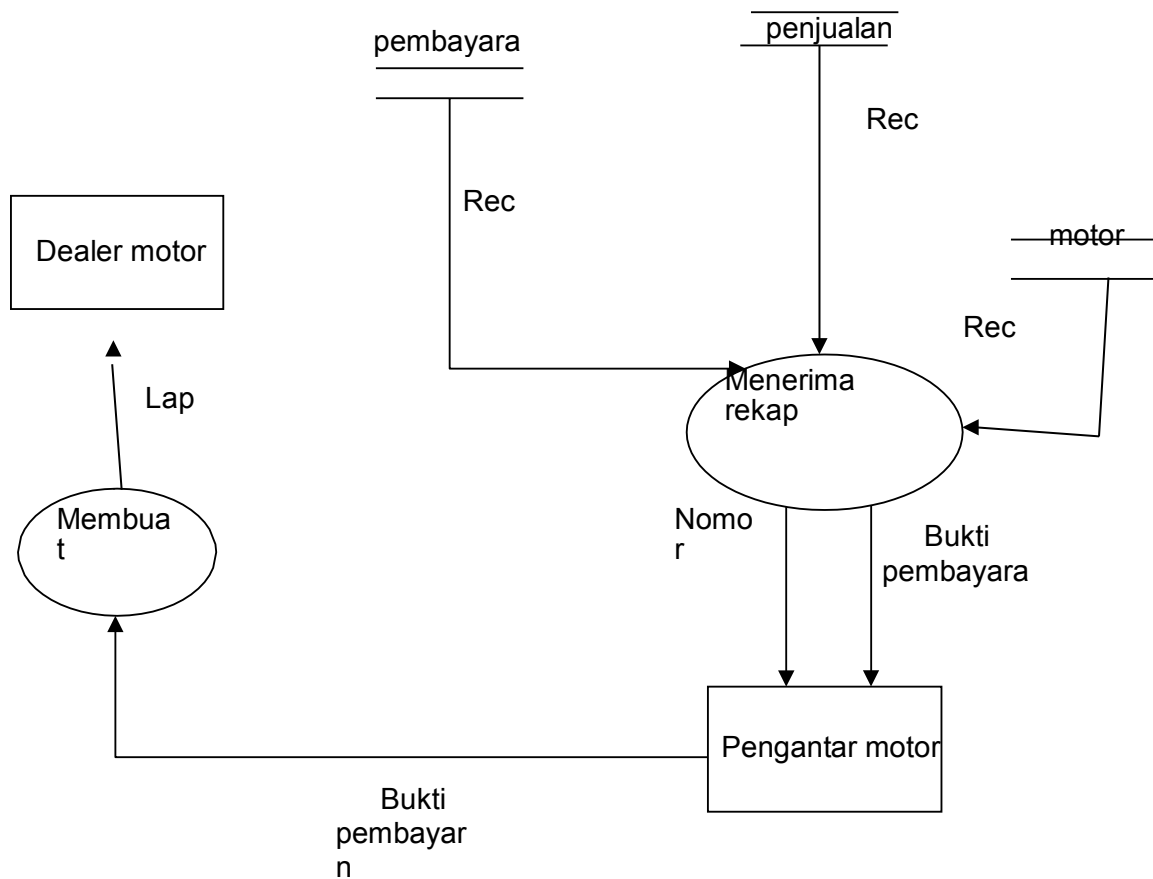 penjualan
pembayara
Rec
Rec
motor
Dealer motor
Rec
Lap
Menerima
rekap
Membua
t
Nomo
r
Bukti
pembayara
Pengantar motor
Bukti
pembayar
n